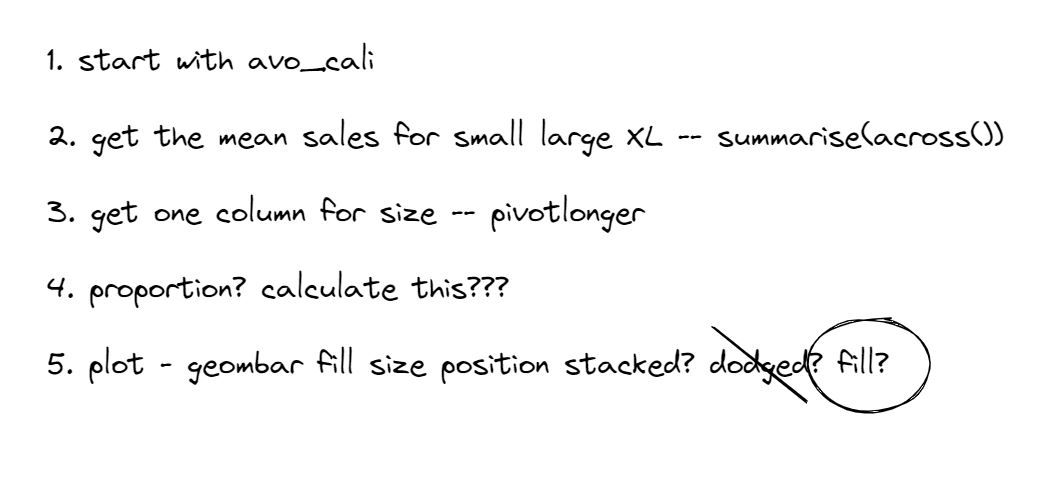 1. start with avo_cali
2. get the mean sales for small large XL -- summarise(across())
3. get one column for size -- pivotlonger
4. proportion? calculate this???
5. plot - geombar fill size position stacked? dodged? fill?